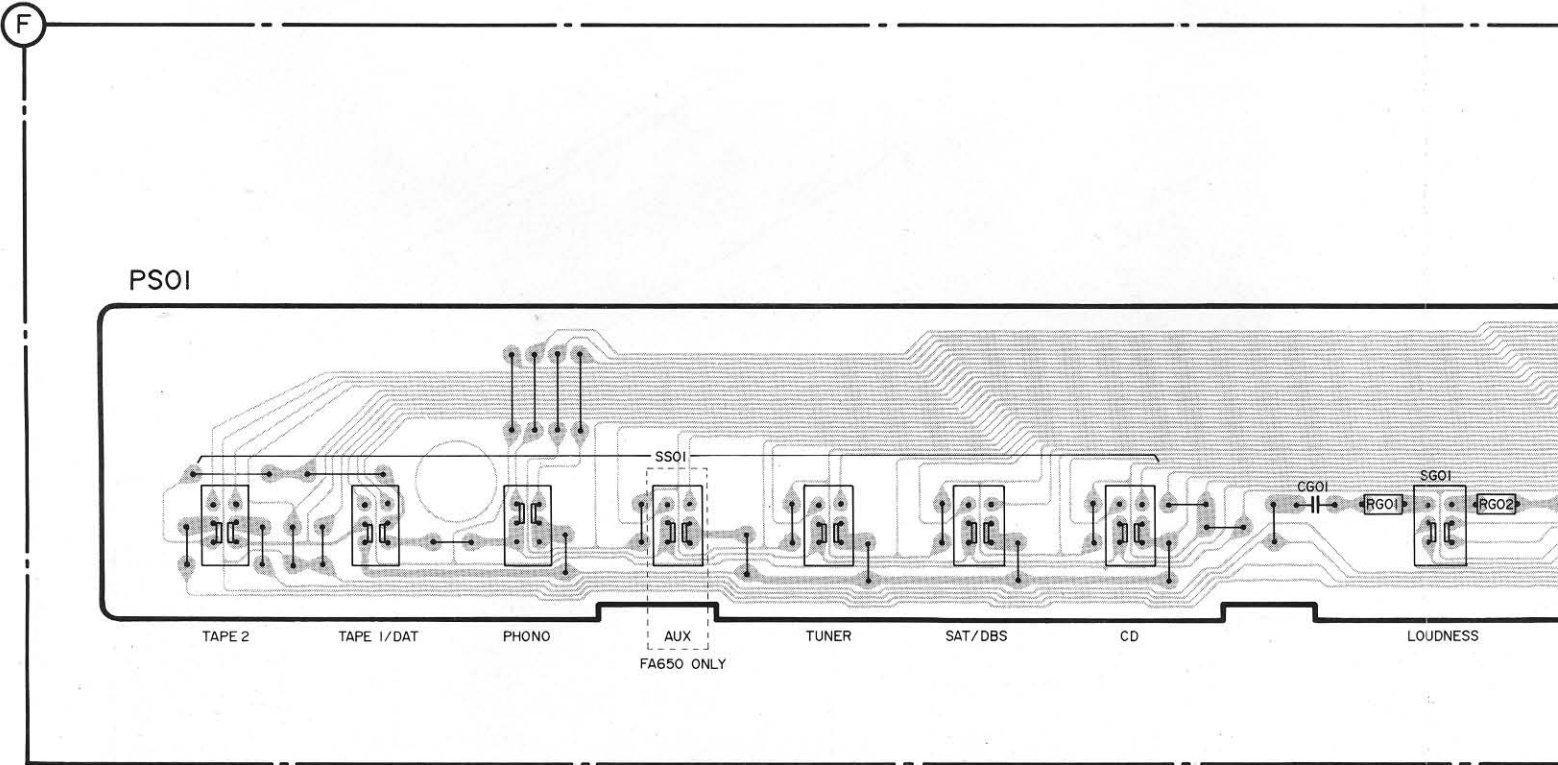 F
PS01
SS01
CG01
SG01
RG01
RG02
TAPE 2
TAPE 1/DAT
PHONO
AUX
TUNER
SAT/DBS
CD
LOUDNESS
FA650 ONLY